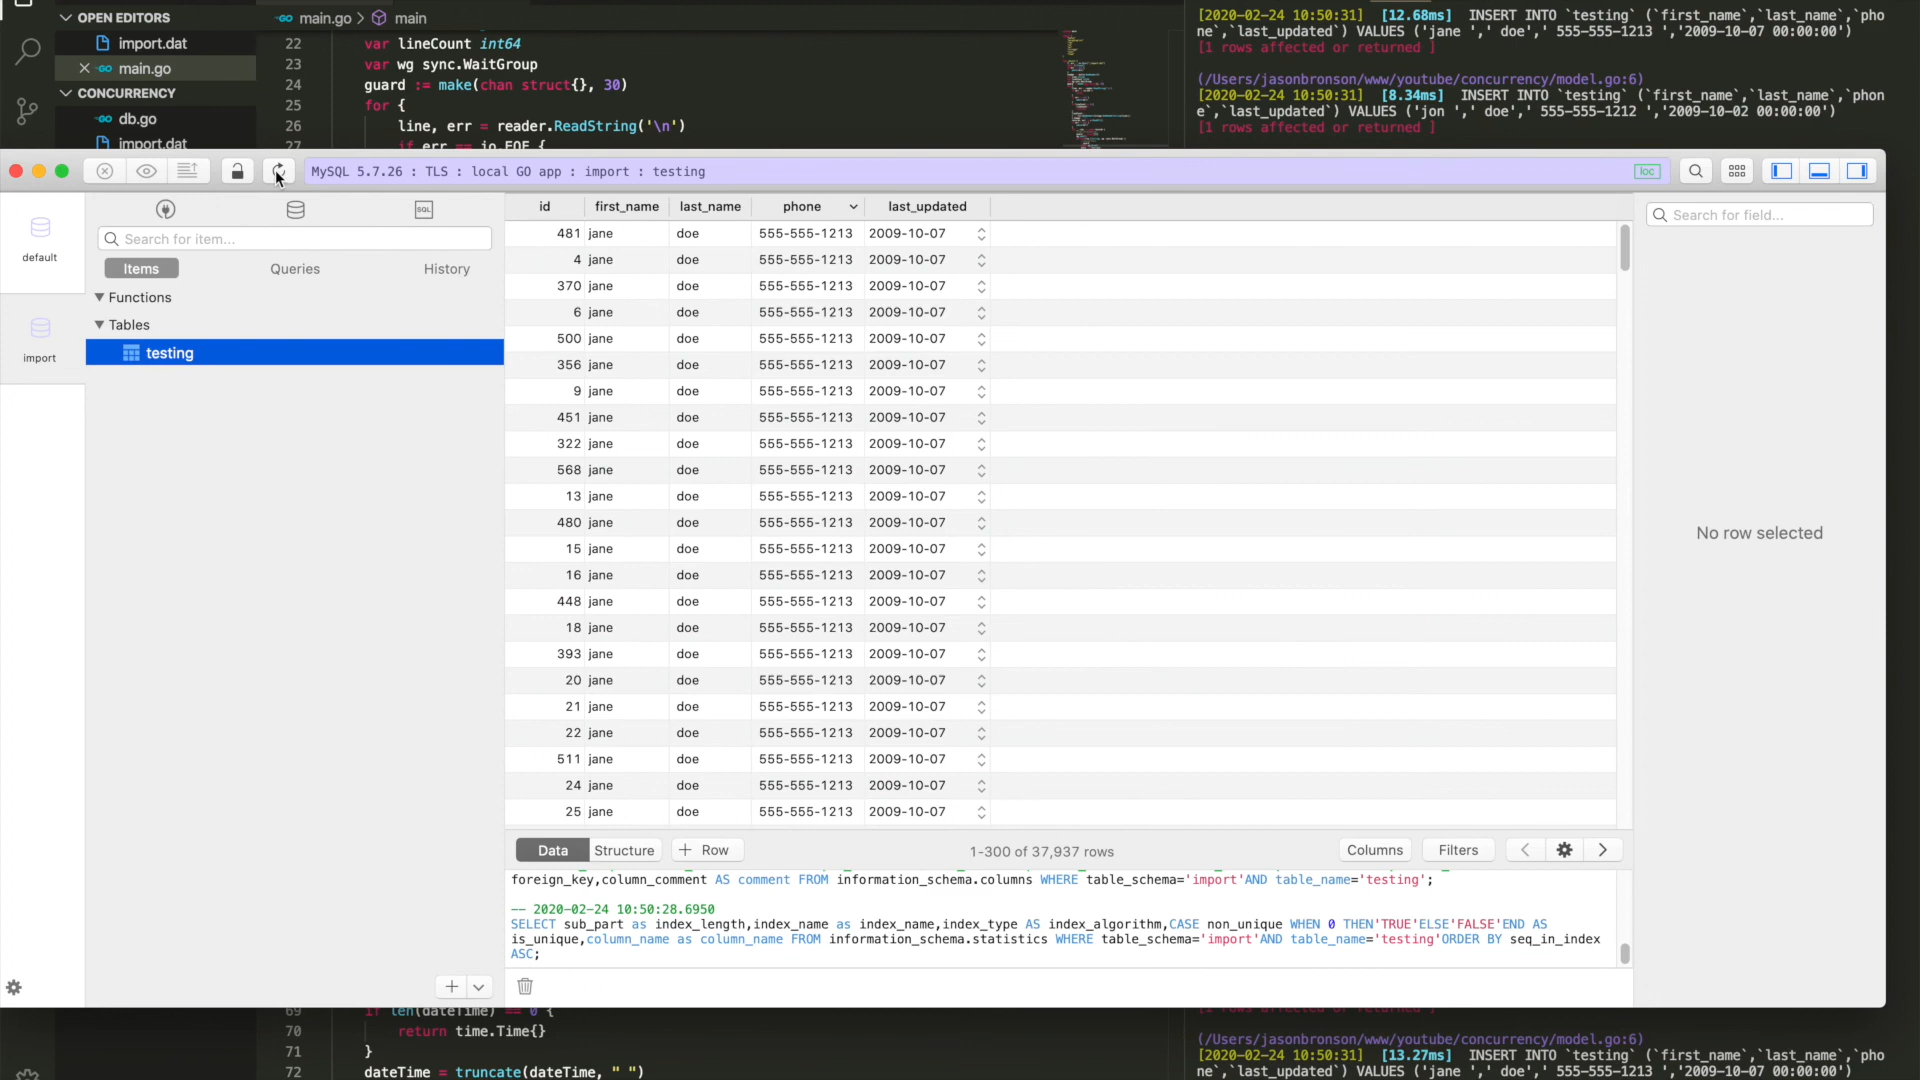 OPEN EDITORS
import.dat
main.go
CONCURRENCY
db.go
import.dat
main.go > main
22 var lineCount int64
23 var wg sync.WaitGroup
24 guard := make(chan struct{}, 30)
25 for {
26 line, err = reader.ReadString('\n')
27 if err == io.EOF {
[2020-02-24 10:50:31] [12.68ms] INSERT INTO `testing` (`first_name`,`last_name`,`pho
ne`,`last_updated`) VALUES ('jane ',' doe',' 555-555-1213 ','2009-10-07 00:00:00')
[1 rows affected or returned ]
(/Users/jasonbronson/www/youtube/concurrency/model.go:6)
[2020-02-24 10:50:31] [8.34ms] INSERT INTO `testing` (`first_name`,`last_name`,`phon
e`,`last_updated`) VALUES ('jon ',' doe',' 555-555-1212 ','2009-10-02 00:00:00')
[1 rows affected or returned ]
MySQL 5.7.26 : TLS : local GO app : import : testing
loc
default
import
SQL
Search for item...
Items Queries History
Functions
Tables
testing
id first_name last_name phone last_updated
481 jane doe 555-555-1213 2009-10-07
4 jane doe 555-555-1213 2009-10-07
370 jane doe 555-555-1213 2009-10-07
6 jane doe 555-555-1213 2009-10-07
500 jane doe 555-555-1213 2009-10-07
356 jane doe 555-555-1213 2009-10-07
9 jane doe 555-555-1213 2009-10-07
451 jane doe 555-555-1213 2009-10-07
322 jane doe 555-555-1213 2009-10-07
568 jane doe 555-555-1213 2009-10-07
13 jane doe 555-555-1213 2009-10-07
480 jane doe 555-555-1213 2009-10-07
15 jane doe 555-555-1213 2009-10-07
16 jane doe 555-555-1213 2009-10-07
448 jane doe 555-555-1213 2009-10-07
18 jane doe 555-555-1213 2009-10-07
393 jane doe 555-555-1213 2009-10-07
20 jane doe 555-555-1213 2009-10-07
21 jane doe 555-555-1213 2009-10-07
22 jane doe 555-555-1213 2009-10-07
511 jane doe 555-555-1213 2009-10-07
24 jane doe 555-555-1213 2009-10-07
25 jane doe 555-555-1213 2009-10-07
Search for field...
No row selected
Data Structure + Row 1-300 of 37,937 rows Columns Filters
foreign_key,column_comment AS comment FROM information_schema.columns WHERE table_schema='import'AND table_name='testing';
-- 2020-02-24 10:50:28.6950
SELECT sub_part as index_length,index_name as index_name,index_type AS index_algorithm,CASE non_unique WHEN 0 THEN'TRUE'ELSE'FALSE'END AS
is_unique,column_name as column_name FROM information_schema.statistics WHERE table_schema='import'AND table_name='testing'ORDER BY seq_in_index
ASC;
69 if len(dateTime) == 0 {
70 return time.Time{}
71 }
72 dateTime = truncate(dateTime, " ")
[1 rows affected or returned ]
(/Users/jasonbronson/www/youtube/concurrency/model.go:6)
[2020-02-24 10:50:31] [13.27ms] INSERT INTO `testing` (`first_name`,`last_name`,`pho
ne`,`last_updated`) VALUES ('jane ',' doe',' 555-555-1213 ','2009-10-07 00:00:00')